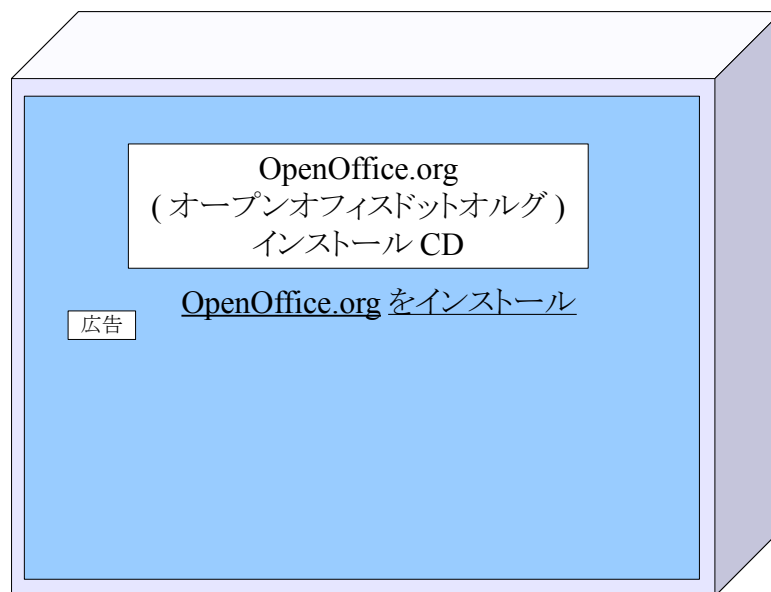 OpenOffice.org
( オープンオフィスドットオルグ )
インストール CD
OpenOffice.org をインストール
広告